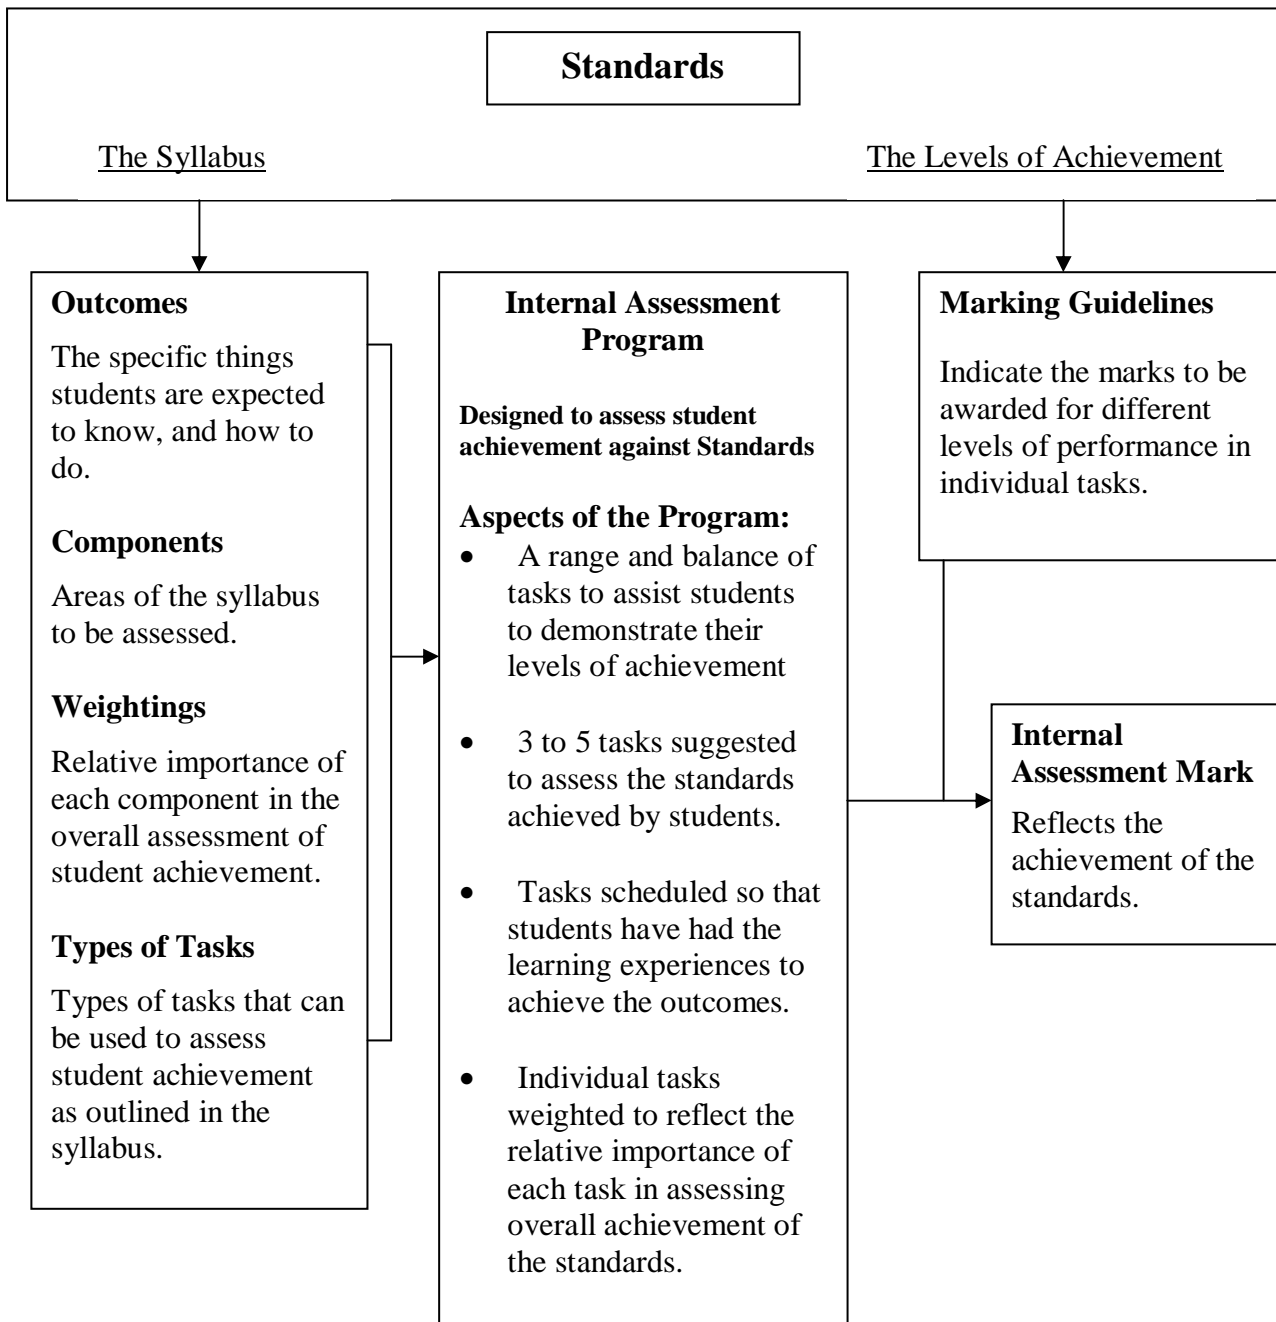 Standards
The Syllabus
The Levels of Achievement
Outcomes
The specific things
students are expected
to know, and how to
do.
Components
Areas of the syllabus
to be assessed.
Weightings
Relative importance of
each component in the
overall assessment of
student achievement.
Types of Tasks
Types of tasks that can
be used to assess
student achievement
as outlined in the
syllabus.
Internal Assessment
Program
Designed to assess student
achievement against Standards
Aspects of the Program:
• A range and balance of
tasks to assist students
to demonstrate their
levels of achievement
• 3 to 5 tasks suggested
to assess the standards
achieved by students.
• Tasks scheduled so that
students have had the
learning experiences to
achieve the outcomes.
• Individual tasks
weighted to reflect the
relative importance of
each task in assessing
overall achievement of
the standards.
Marking Guidelines
Indicate the marks to be
awarded for different
levels of performance in
individual tasks.
Internal
Assessment Mark
Reflects the
achievement of the
standards.